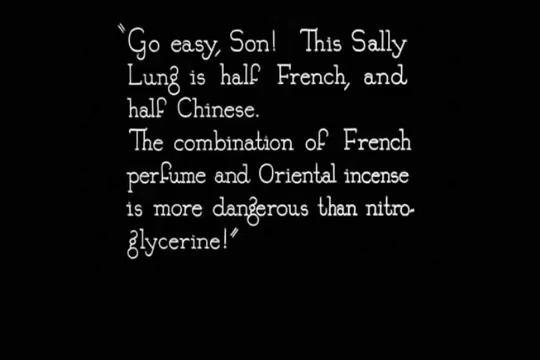 "Go easy, Son! This Sally
Lung is half French, and
half Chinese.
The combination of French
perfume and Oriental incense
is more dangerous than nitro-
glycerine!"